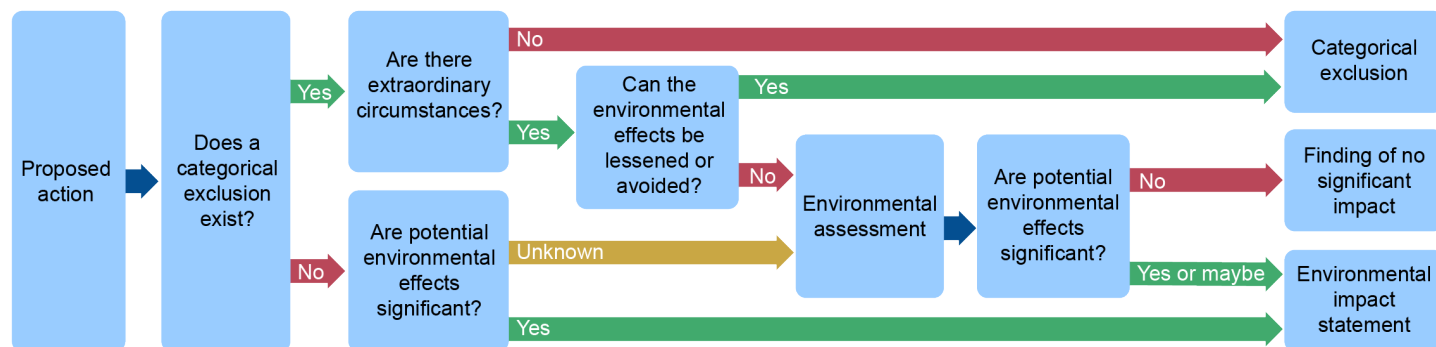 Proposed
action
Does a
categorical
exclusion
exist?
Yes
No
Are there
extraordinary
circumstances?
No
Yes
Are potential
environmental
effects
significant?
Unknown
Yes
Can the
environmental
effects be
lessened or
avoided?
Yes
No
Environmental
assessment
Are potential
environmental
effects
significant?
No
Yes or maybe
Categorical
exclusion
Finding of no
significant
impact
Environmental
impact
statement